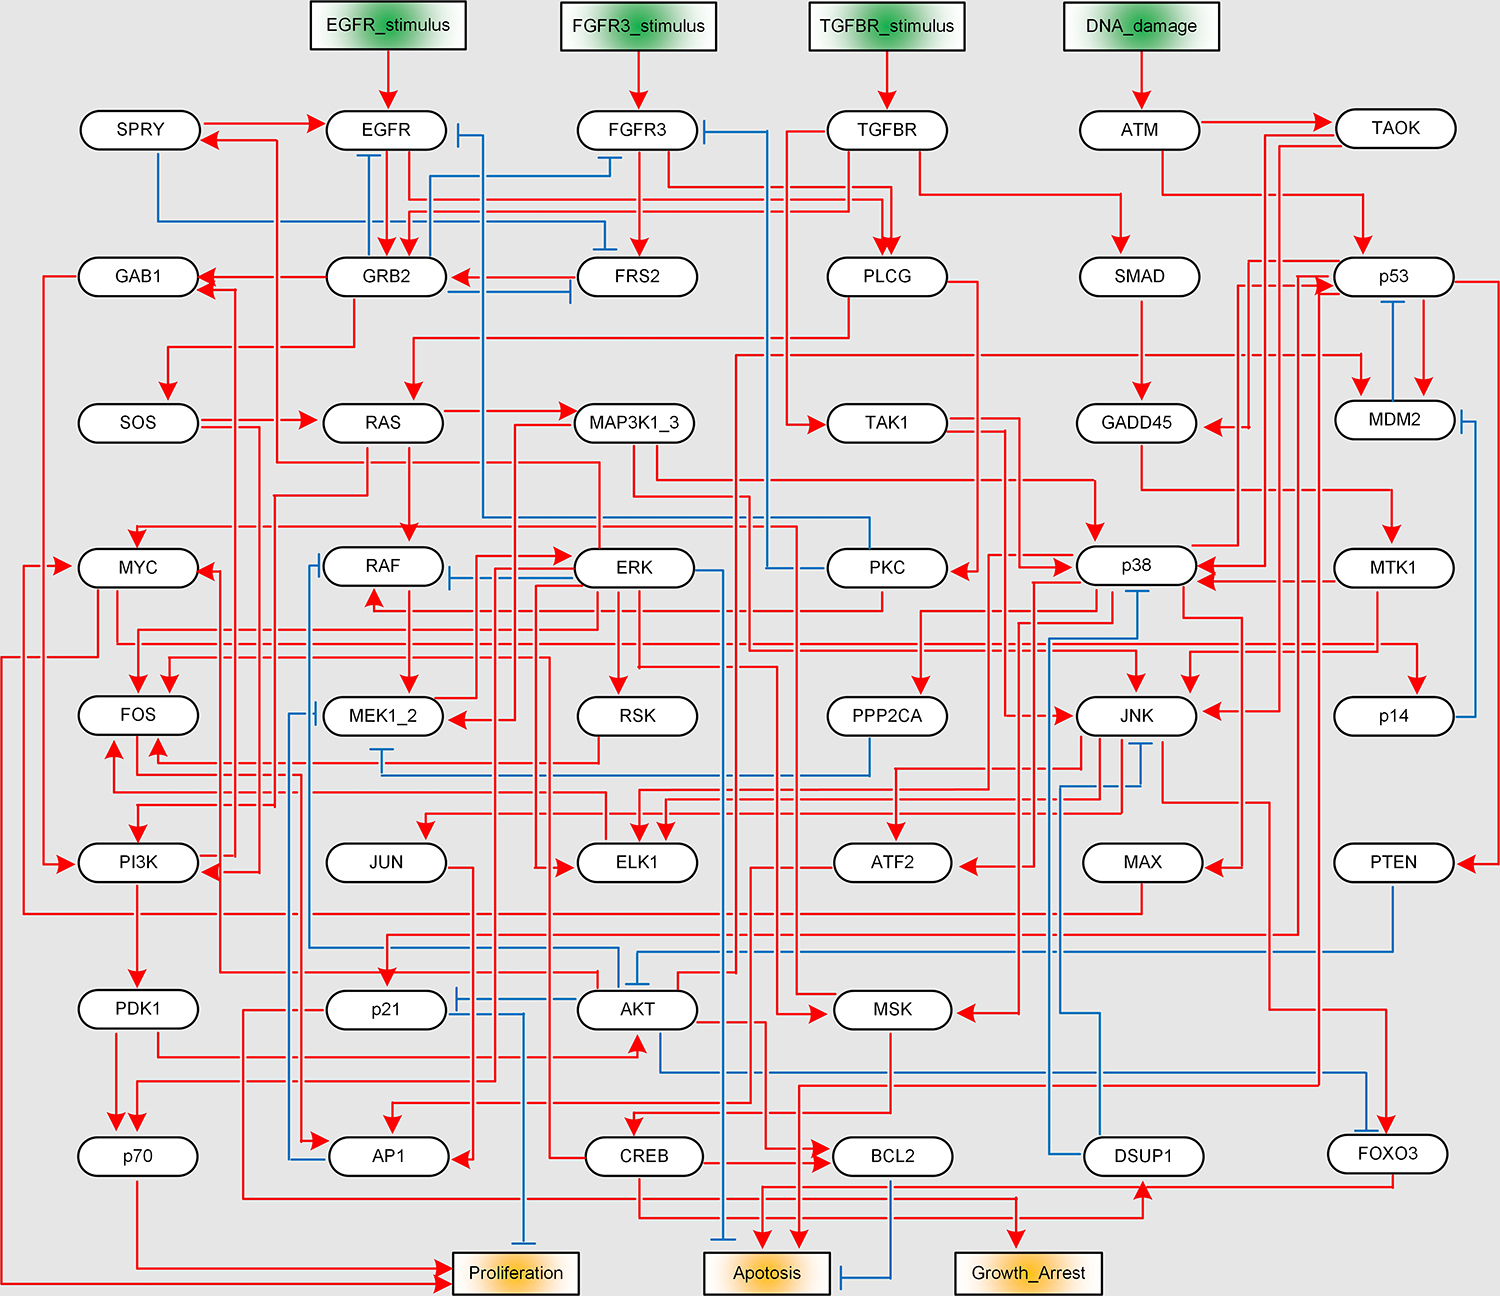 EGFR_stimulus
FGFR3_stimulus
TGFBR_stimulus
DNA_damage
SPRY
EGFR
FGFR3
TGFBR
ATM
TAOK
GAB1
GRB2
FRS2
PLCG
SMAD
p53
SOS
RAS
MAP3K1_3
TAK1
GADD45
MDM2
MYC
RAF
ERK
PKC
p38
MTK1
FOS
MEK1_2
RSK
PPP2CA
JNK
p14
PI3K
JUN
ELK1
ATF2
MAX
PTEN
PDK1
p21
AKT
MSK
p70
AP1
CREB
BCL2
DSUP1
FOXO3
Proliferation
Apotosis
Growth_Arrest